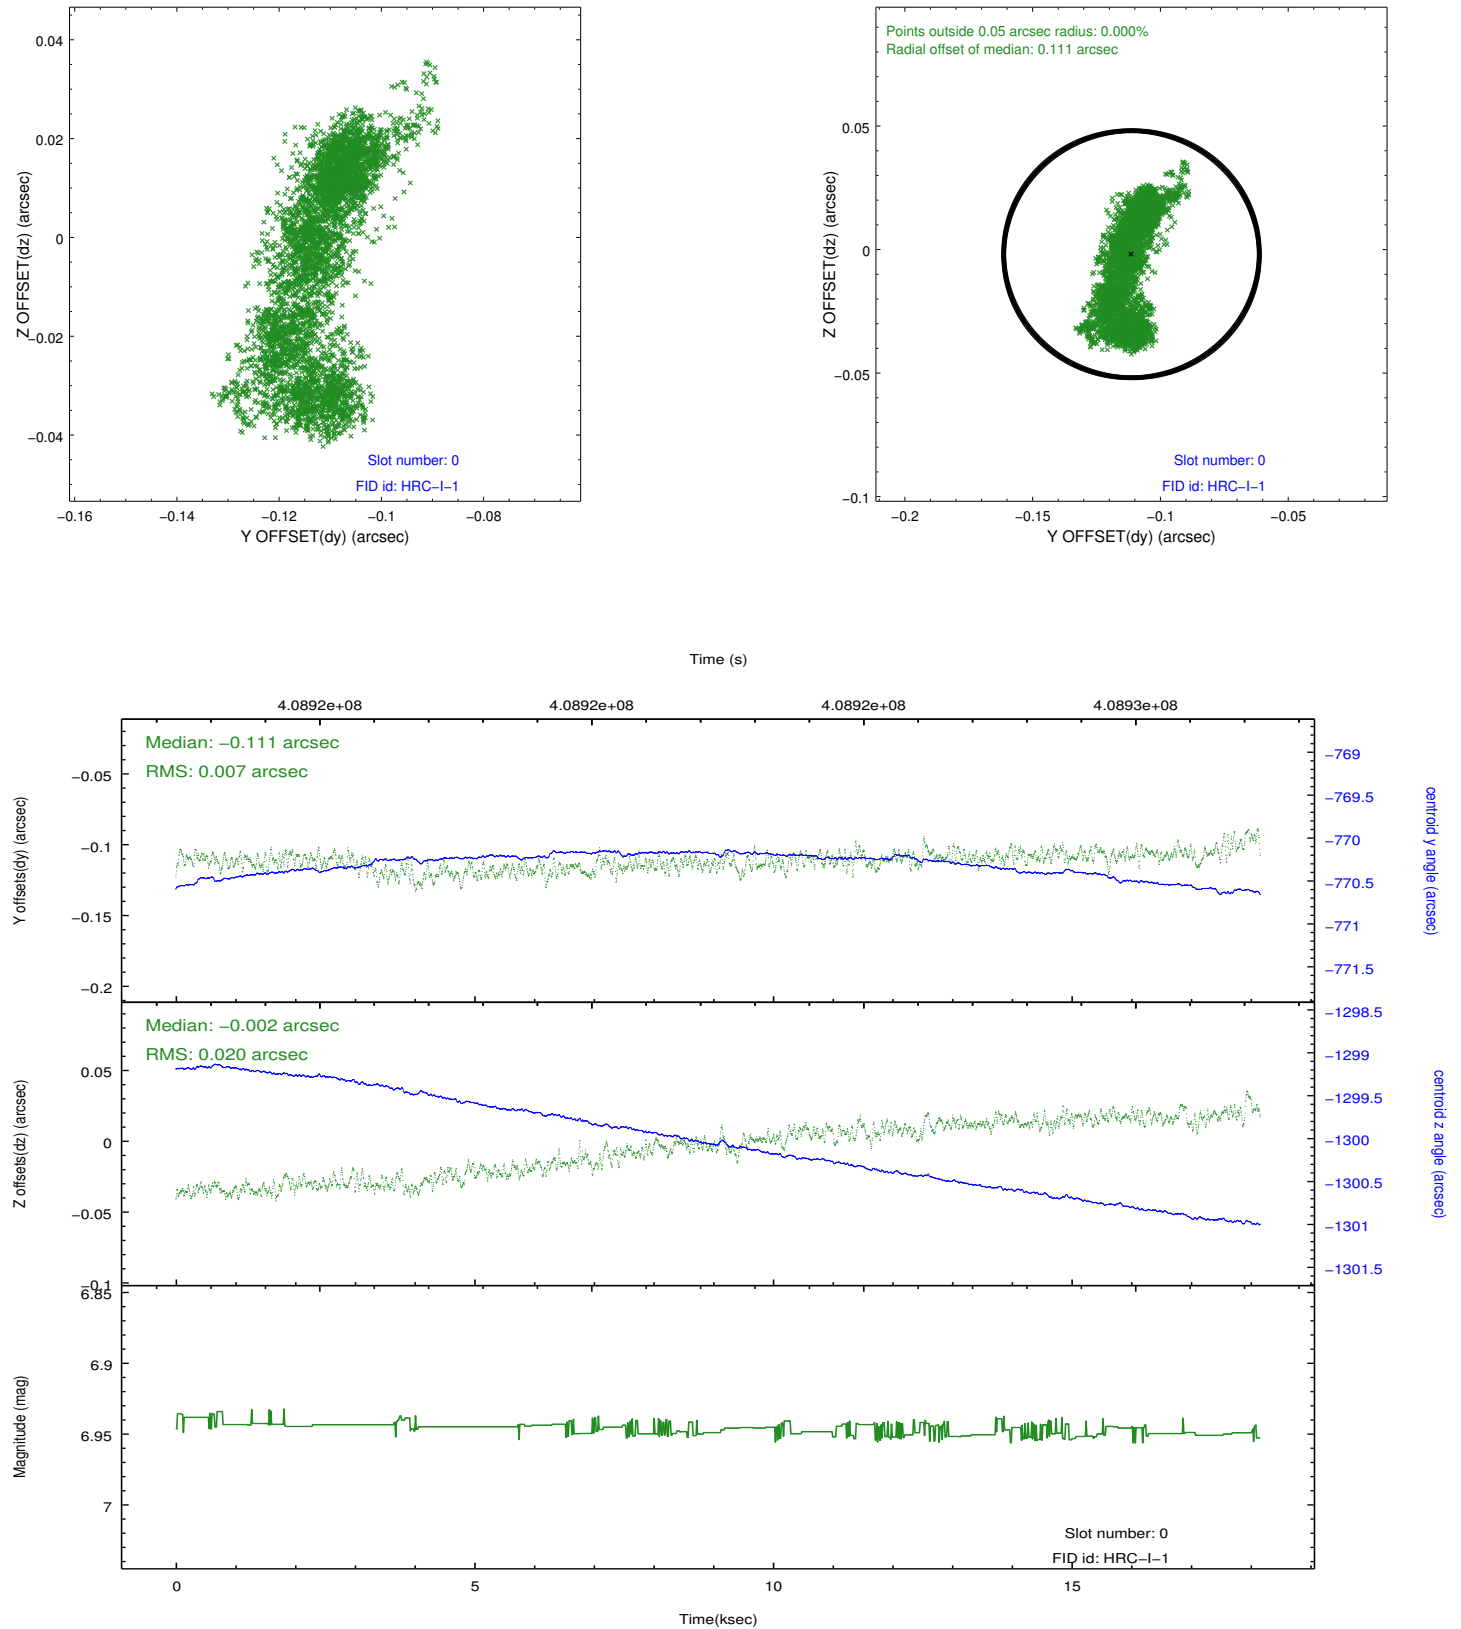 0.04
0.02
0
−0.02
−0.04
Z OFFSET(dz) (arcsec)
Slot number: 0
FID id: HRC−I−1
−0.16
−0.14
−0.12
−0.1
−0.08
Y OFFSET(dy) (arcsec)
Points outside 0.05 arcsec radius: 0.000%
Radial offset of median: 0.111 arcsec
0.05
0
−0.05
−0.1
Z OFFSET(dz) (arcsec)
Slot number: 0
FID id: HRC−I−1
−0.2
−0.15
−0.1
−0.05
Y OFFSET(dy) (arcsec)
Time (s)
4.0892e+08
4.0892e+08
4.0892e+08
4.0893e+08
Median: −0.111 arcsec
RMS: 0.007 arcsec
−0.05
−0.1
−0.15
−0.2
Y offsets(dy) (arcsec)
−769
−769.5
−770
−770.5
−771
−771.5
centroid y angle (arcsec)
Median: −0.002 arcsec
RMS: 0.020 arcsec
0.05
0
−0.05
−0.1
Z offsets(dz) (arcsec)
−1298.5
−1299
−1299.5
−1300
−1300.5
−1301
−1301.5
centroid z angle (arcsec)
6.85
6.9
6.95
7
Magnitude (mag)
Slot number: 0
FID id: HRC−I−1
0
5
10
15
Time(ksec)